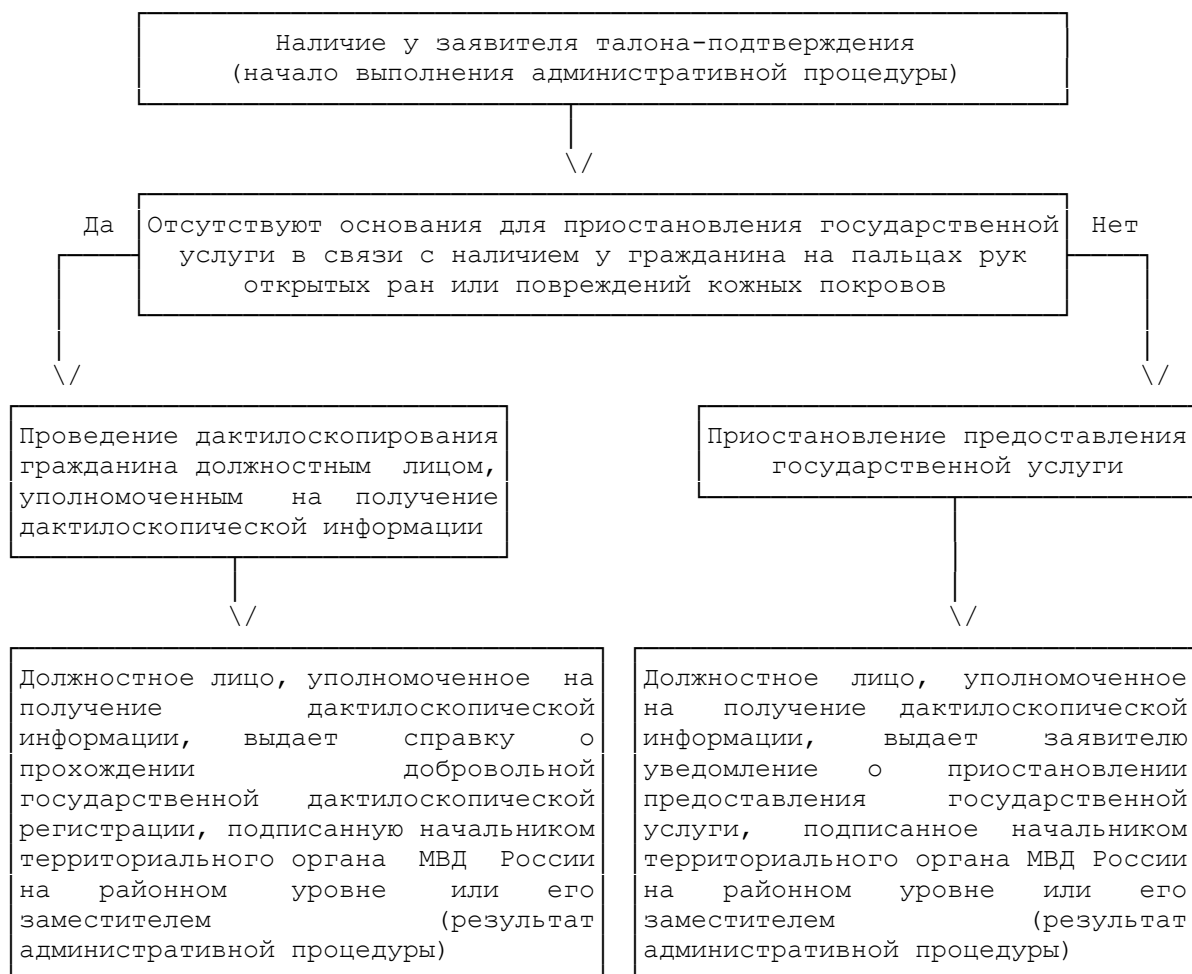 Наличие у заявителя талона-подтверждения
(начало выполнения административной процедуры)
\/
Да
Отсутствуют основания для приостановления государственной
услуги в связи с наличием у гражданина на пальцах рук
открытых ран или повреждений кожных покровов
Нет
\/
\/
Проведение дактилоскопирования
гражданина должностным лицом,
уполномоченным на получение
дактилоскопической информации
Приостановление предоставления
государственной услуги
\/
\/
Должностное лицо, уполномоченное на
получение дактилоскопической
информации, выдает справку о
прохождении добровольной
государственной дактилоскопической
регистрации, подписанную начальником
территориального органа МВД России
на районном уровне или его
заместителем (результат
административной процедуры)
Должностное лицо, уполномоченное
на получение дактилоскопической
информации, выдает заявителю
уведомление о приостановлении
предоставления государственной
услуги, подписанное начальником
территориального органа МВД России
на районном уровне или его
заместителем (результат
административной процедуры)